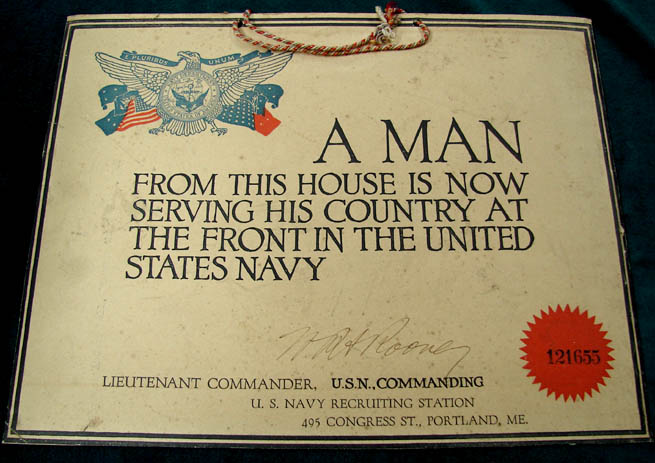 E PLURIBUS UNUM
A MAN
FROM THIS HOUSE IS NOW
SERVING HIS COUNTRY AT
THE FRONT IN THE UNITED
STATES NAVY
Rooney
LIEUTENANT COMMANDER, U.S.N., COMMANDING
U. S. NAVY RECRUITING STATION
495 CONGRESS ST., PORTLAND, ME.
121655